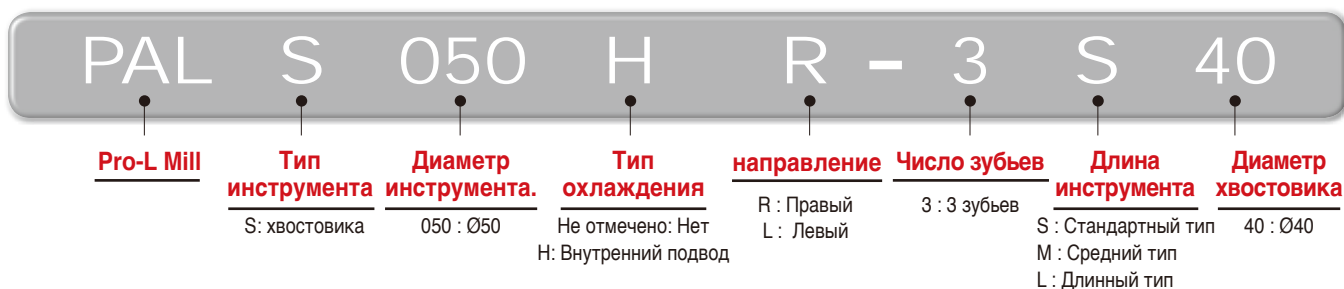 PAL S 050 H R - 3 S 40
Pro-L Mill
Тип
инструмента
S: хвостовика
Диаметр
инструмента.
050 : Ø50
Тип
охлаждения
Не отмечено: Нет
H: Внутренний подвод
направление
R : Правый
L : Левый
Число зубьев
3 : 3 зубьев
Длина
инструмента
S : Стандартный тип
M : Средний тип
L : Длинный тип
Диаметр
хвостовика
40 : Ø40